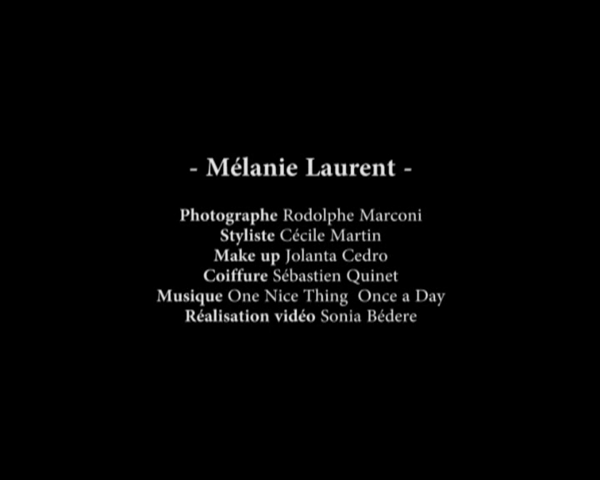 - Mélanie Laurent -
Photographe Rodolphe Marconi
Styliste Cécile Martin
Make up Jolanta Cedro
Coiffure Sébastien Quinet
Musique One Nice Thing Once a Day
Réalisation vidéo Sonia Bédere